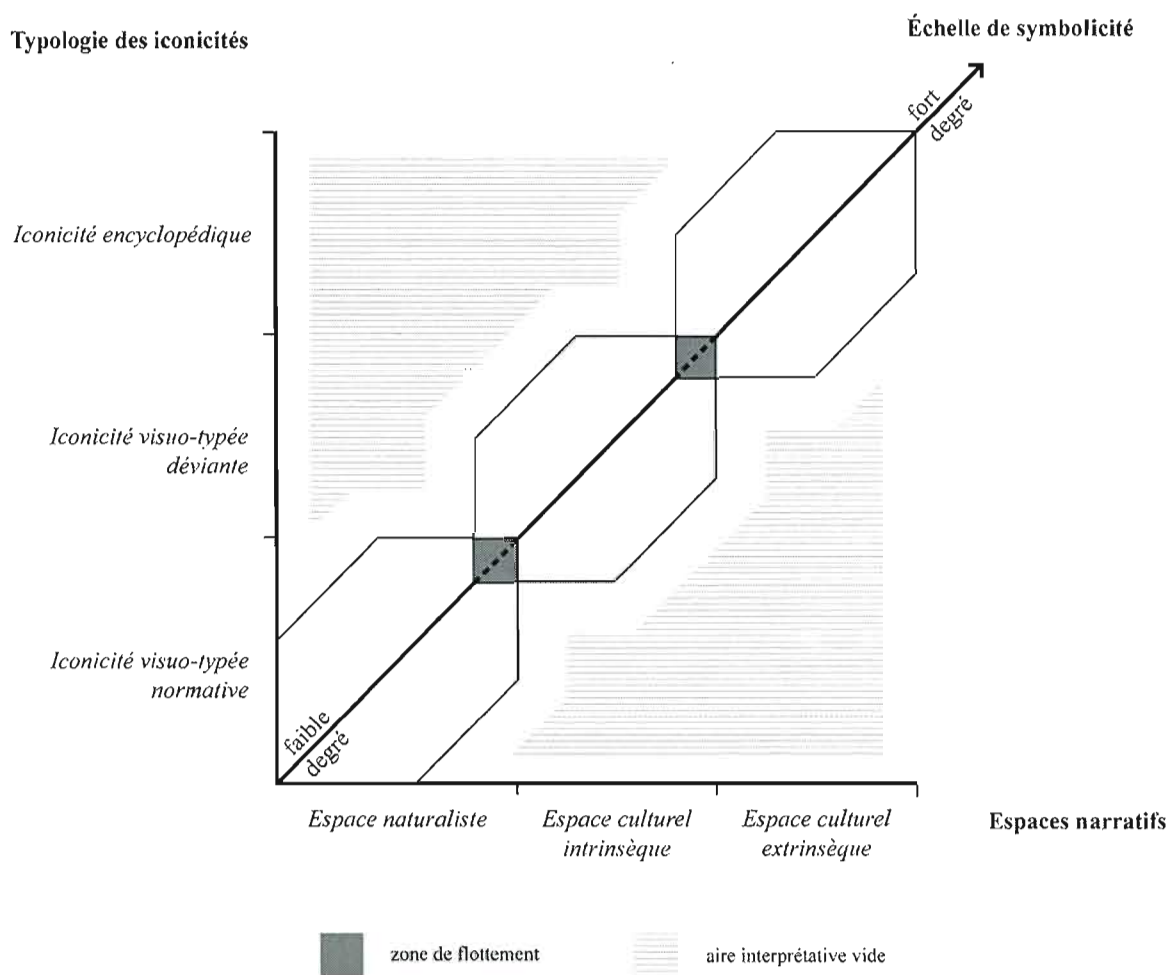 Typologie des iconicités
Échelle de symbolicité
fort
degré
Iconicité encyclopédique
Iconicité visuo-typée
déviante
Iconicité visuo-typée
normative
faible
degré
Espace naturaliste
Espace culturel
intrinsèque
Espace culturel
extrinsèque
Espaces narratifs
zone de flottement
aire interprétative vide